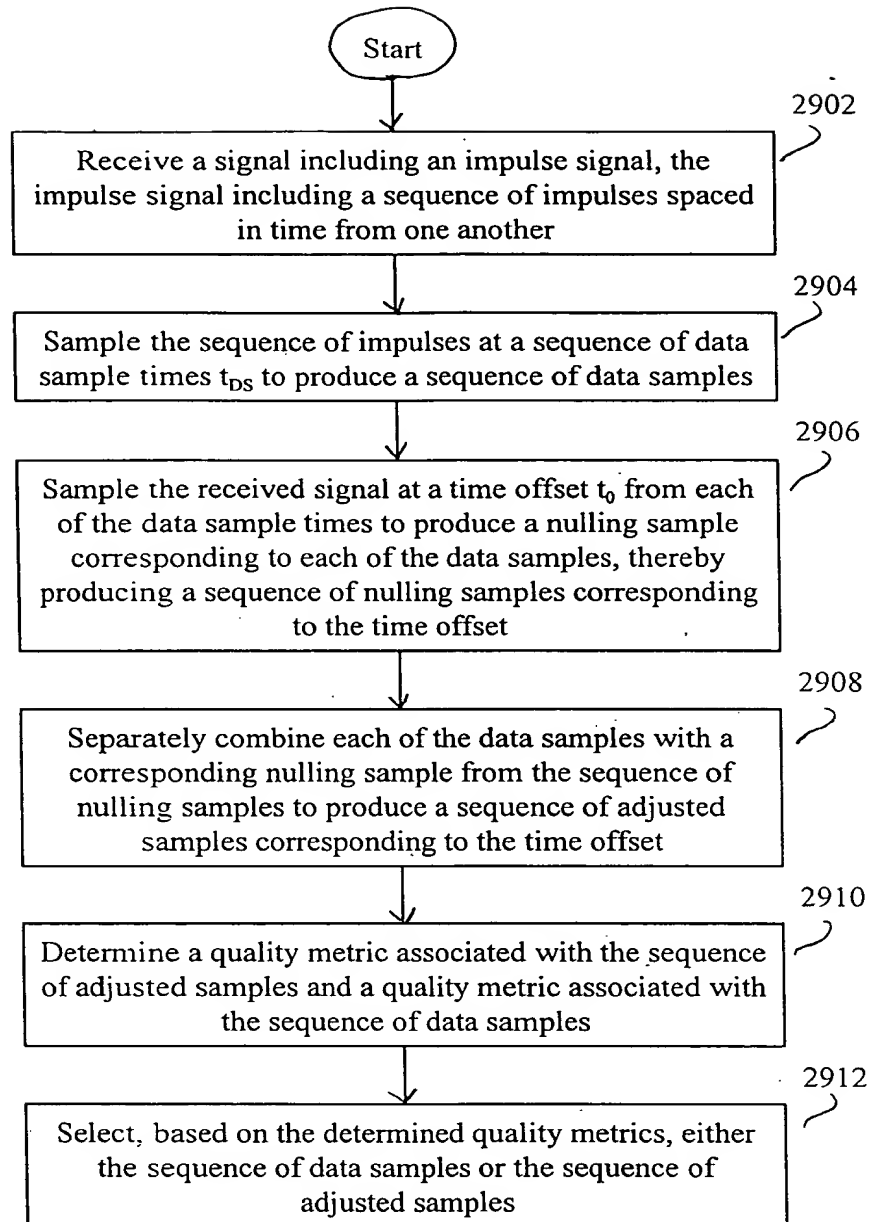 Start
2902
Receive a signal including an impulse signal, the
impulse signal including a sequence of impulses spaced
in time from one another
2904
Sample the sequence of impulses at a sequence of data
sample times tDS to produce a sequence of data samples
2906
Sample the received signal at a time offset t0 from each
of the data sample times to produce a nulling sample
corresponding to each of the data samples, thereby
producing a sequence of nulling samples corresponding
to the time offset
2908
Separately combine each of the data samples with a
corresponding nulling sample from the sequence of
nulling samples to produce a sequence of adjusted
samples corresponding to the time offset
2910
Determine a quality metric associated with the sequence
of adjusted samples and a quality metric associated with
the sequence of data samples
2912
Select, based on the determined quality metrics, either
the sequence of data samples or the sequence of
adjusted samples